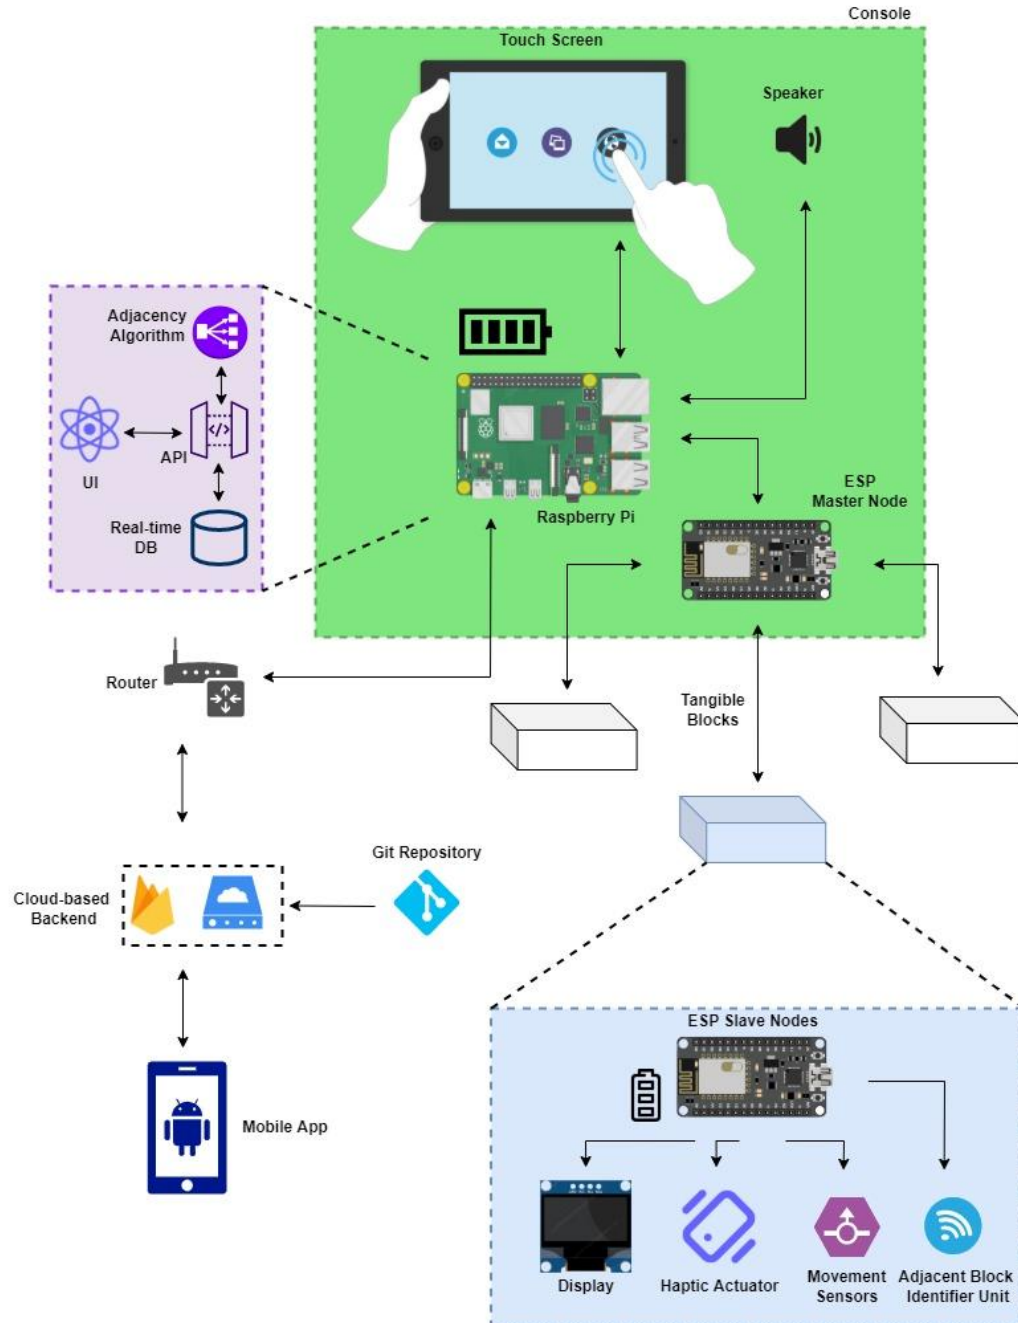 Console
Touch Screen
Speaker
Adjacency
Algorithm
</>
API
UI
Real-time
DB
Raspberry Pi
ESP
Master Node
Router
Tangible
Blocks
Git Repository
Cloud-based
Backend
ESP Slave Nodes
Mobile App
Display
Haptic Actuator
Movement
Sensors
Adjacent Block
Identifier Unit